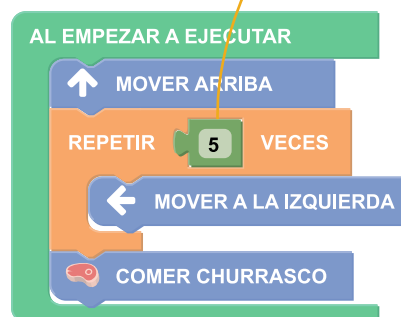 AL EMPEZAR A EJECUTAR
MOVER ARRIBA
REPETIR 5 VECES
MOVER A LA IZQUIERDA
COMER CHURRASCO